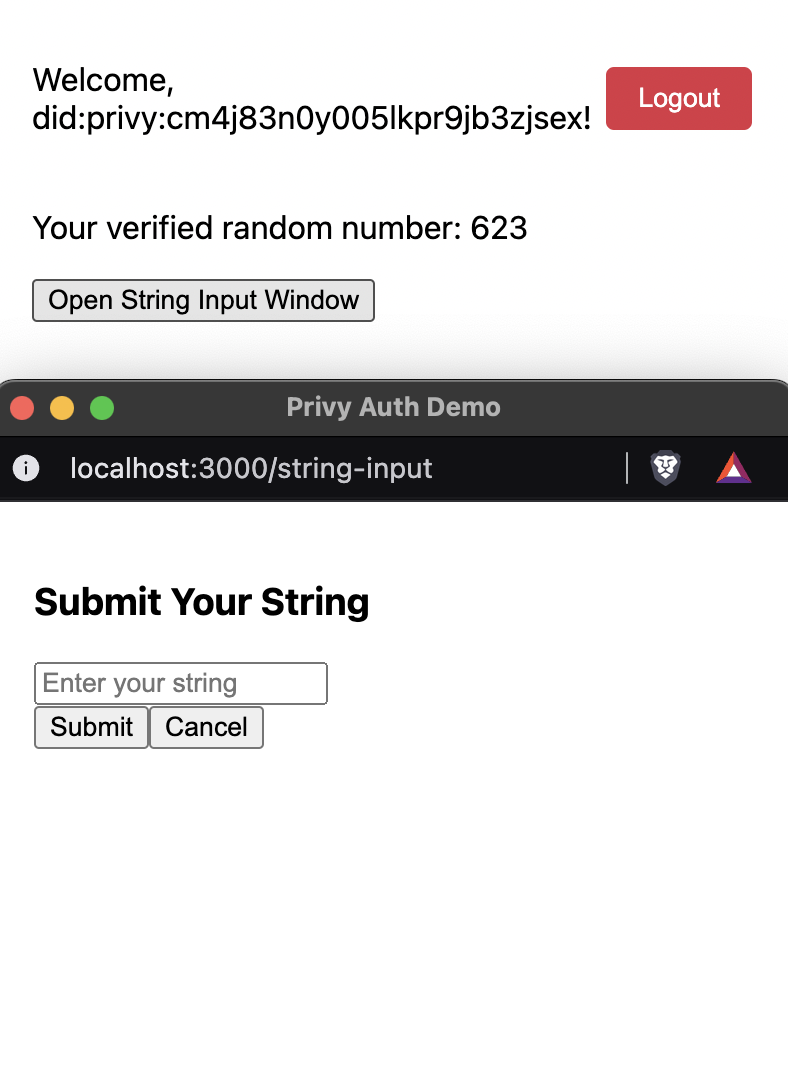 Welcome,
did:privy:cm4j83n0y005lkpr9jb3zjsex!
Logout
Your verified random number: 623
Open String Input Window
Privy Auth Demo
localhost:3000/string-input
Submit Your String
Enter your string
Submit Cancel